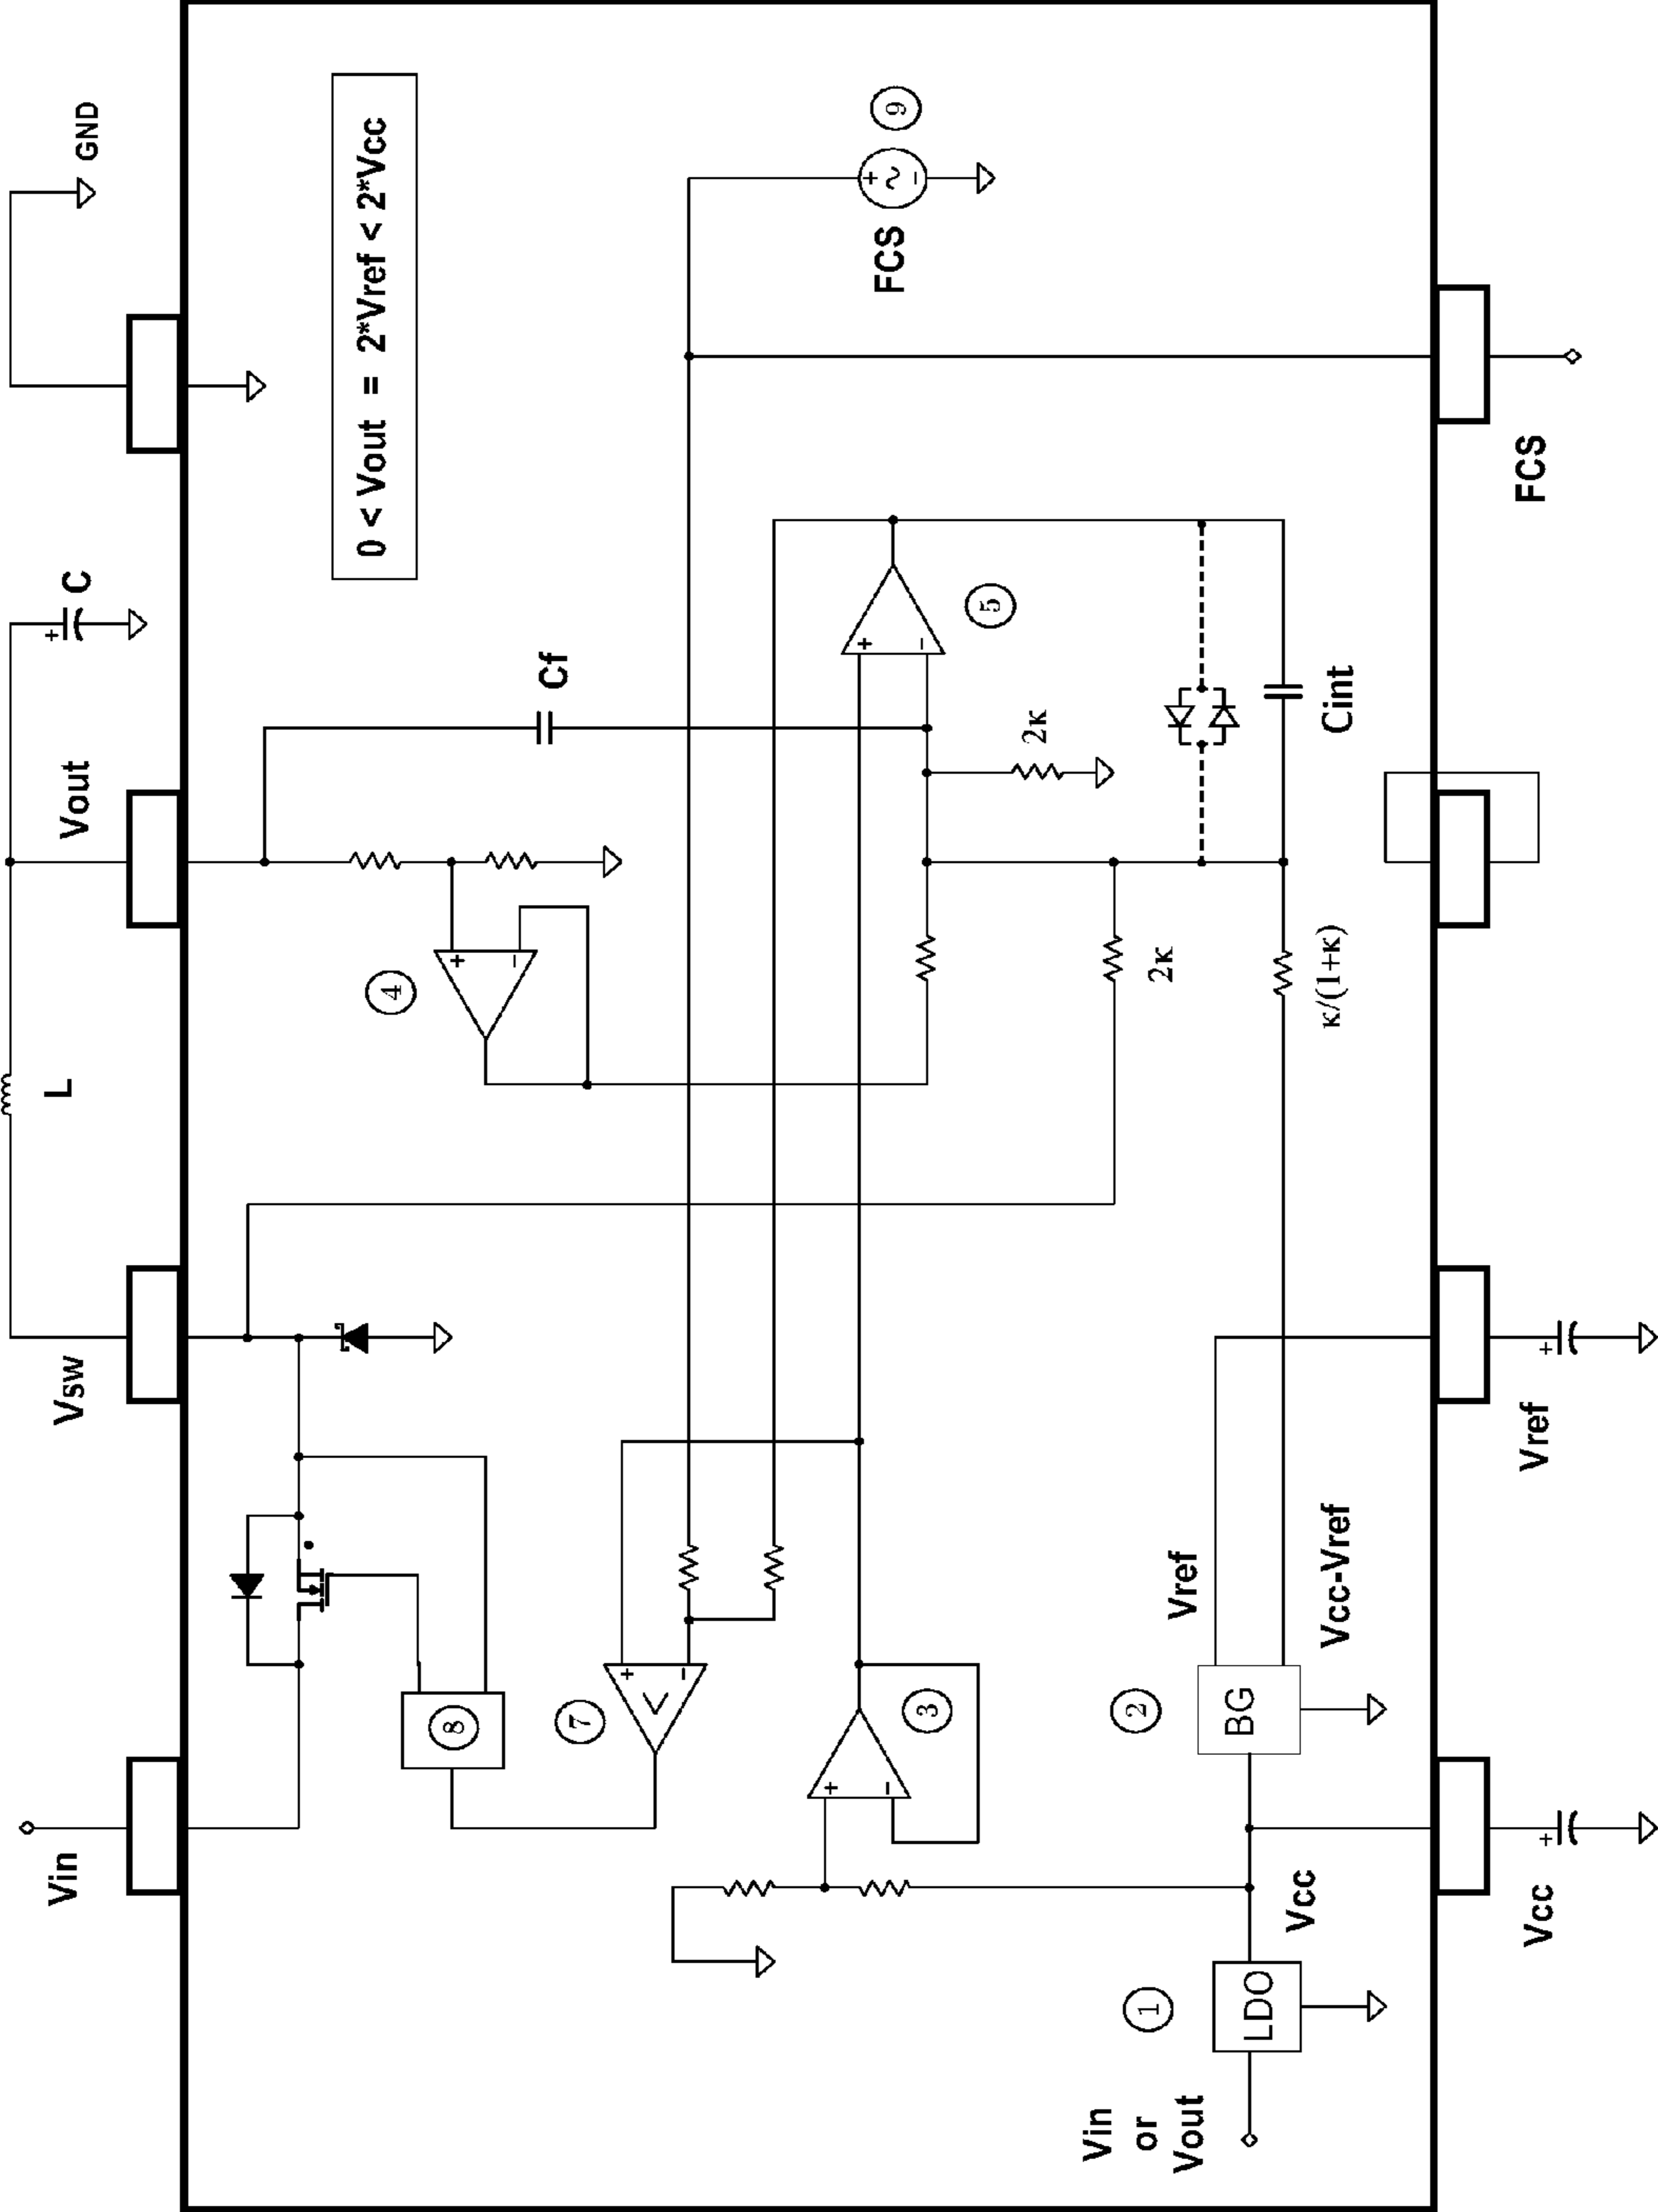 Vin
Vsw
L
Vout
C
+
GND
0 < Vout = 2*Vref < 2*Vcc
8
4
+
−
Cf
7
+
−
<
FCS
+
−
9
3
+
−
5
+
−
2κ
2κ
Cint
κ/(1+κ)
Vin
or
Vout
1
LDO
Vcc
2
BG
Vref
Vcc-Vref
Vcc
+
Vref
+
FCS